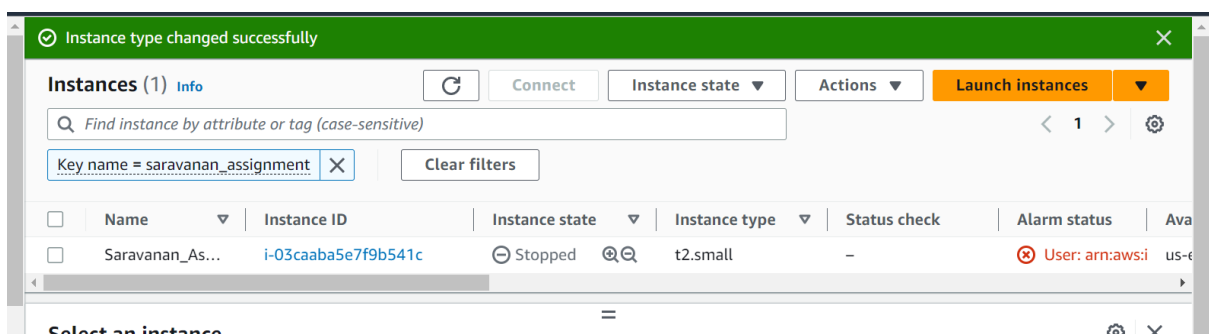 Instance type changed successfully
Instances (1) Info Connect Instance state Actions Launch instances
Find instance by attribute or tag (case-sensitive)
1
Key name = saravanan_assignment Clear filters
Name Instance ID Instance state Instance type Status check Alarm status Ava
Saravanan_As... i-03caaba5e7f9b541c Stopped t2.small – User: arn:aws:i us-e
Select an instance